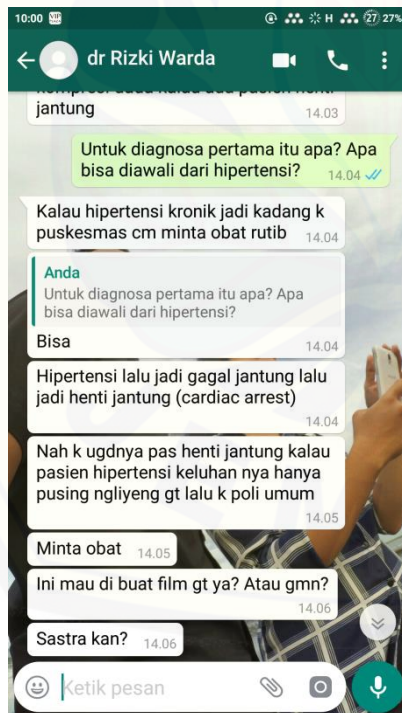 10:00
27 27%
dr Rizki Warda
jantung
14.03
Untuk diagnosa pertama itu apa? Apa
bisa diawali dari hipertensi?
14.04
Kalau hipertensi kronik jadi kadang k
puskesmas cm minta obat rutib
14.04
Anda
Untuk diagnosa pertama itu apa? Apa
bisa diawali dari hipertensi?
Bisa
14.04
Hipertensi lalu jadi gagal jantung lalu
jadi henti jantung (cardiac arrest)
14.04
Nah k ugdnya pas henti jantung kalau
pasien hipertensi keluhan nya hanya
pusing ngliyeng gt lalu k poli umum
14.05
Minta obat 14.05
Ini mau di buat film gt ya? Atau gmn?
14.06
Sastra kan? 14.06
Ketik pesan